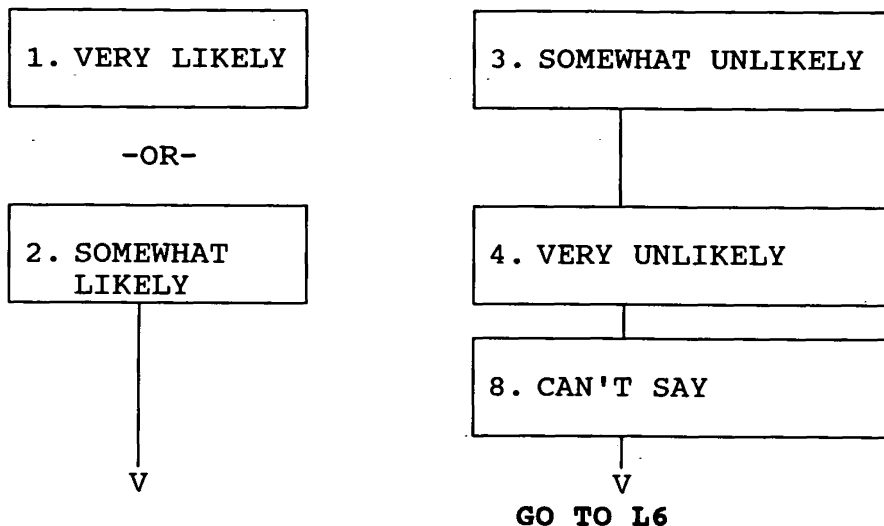 1. VERY LIKELY
-OR-
2. SOMEWHAT
LIKELY
V
3. SOMEWHAT UNLIKELY
4. VERY UNLIKELY
8. CAN'T SAY
V
GO TO L6